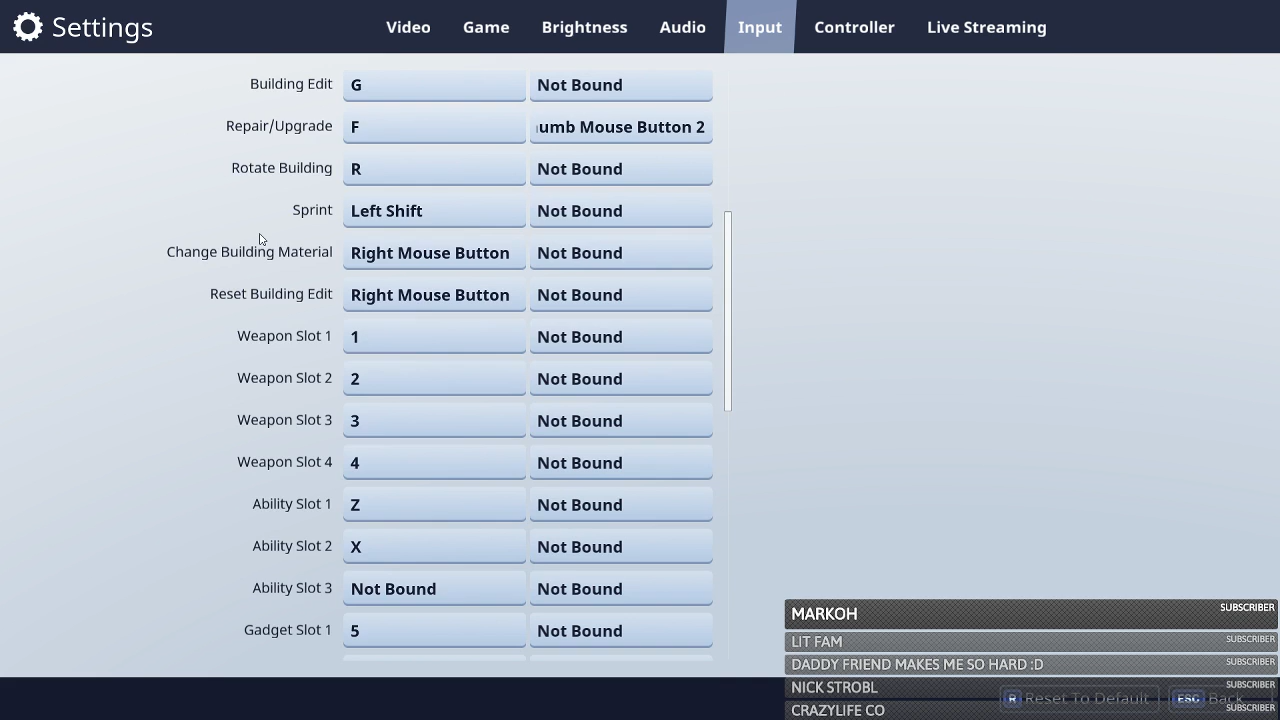 Settings Video Game Brightness Audio Input Controller Live Streaming
Building Edit G Not Bound
Repair/Upgrade F umb Mouse Button 2
Rotate Building R Not Bound
Sprint Left Shift Not Bound
Change Building Material Right Mouse Button Not Bound
Reset Building Edit Right Mouse Button Not Bound
Weapon Slot 1 1 Not Bound
Weapon Slot 2 2 Not Bound
Weapon Slot 3 3 Not Bound
Weapon Slot 4 4 Not Bound
Ability Slot 1 Z Not Bound
Ability Slot 2 X Not Bound
Ability Slot 3 Not Bound Not Bound
Gadget Slot 1 5 Not Bound
MARKOH SUBSCRIBER
LIT FAM SUBSCRIBER
DADDY FRIEND MAKES ME SO HARD :D SUBSCRIBER
NICK STROBL SUBSCRIBER
R Reset To Default ESC Back
CRAZYLIFE CO SUBSCRIBER